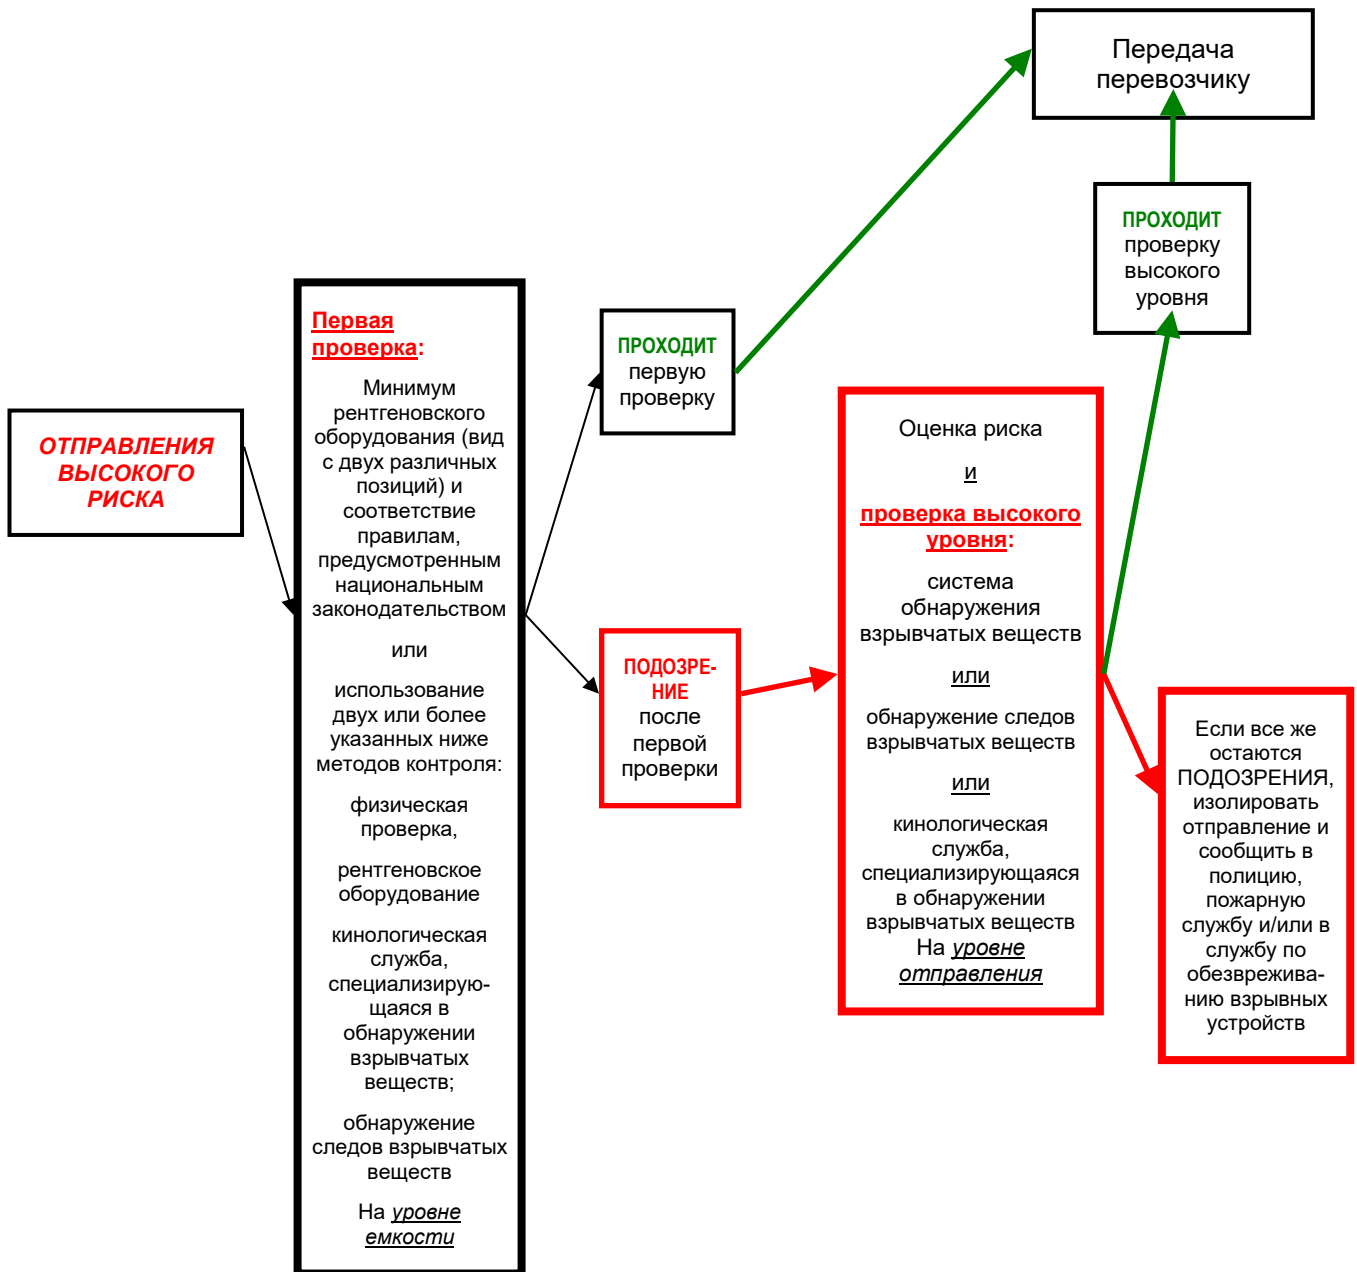 ОТПРАВЛЕНИЯ
ВЫСОКОГО
РИСКА
Первая
проверка:
Минимум
рентгеновского
оборудования (вид
с двух различных
позиций) и
соответствие
правилам,
предусмотренным
национальным
законодательством
или
использование
двух или более
указанных ниже
методов контроля:
физическая
проверка,
рентгеновское
оборудование
кинологическая
служба,
специализирую-
щаяся в
обнаружении
взрывчатых
веществ;
обнаружение
следов взрывчатых
веществ
На уровне
емкости
ПРОХОДИТ
первую
проверку
ПОДОЗРЕ-
НИЕ
после
первой
проверки
Оценка риска
и
проверка высокого
уровня:
система
обнаружения
взрывчатых веществ
или
обнаружение следов
взрывчатых веществ
или
кинологическая
служба,
специализирующаяся
в обнаружении
взрывчатых веществ
На уровне
отправления
Передача
перевозчику
ПРОХОДИТ
проверку
высокого
уровня
Если все же
остаются
ПОДОЗРЕНИЯ,
изолировать
отправление и
сообщить в
полицию,
пожарную
службу и/или в
службу по
обезврежива-
нию взрывных
устройств